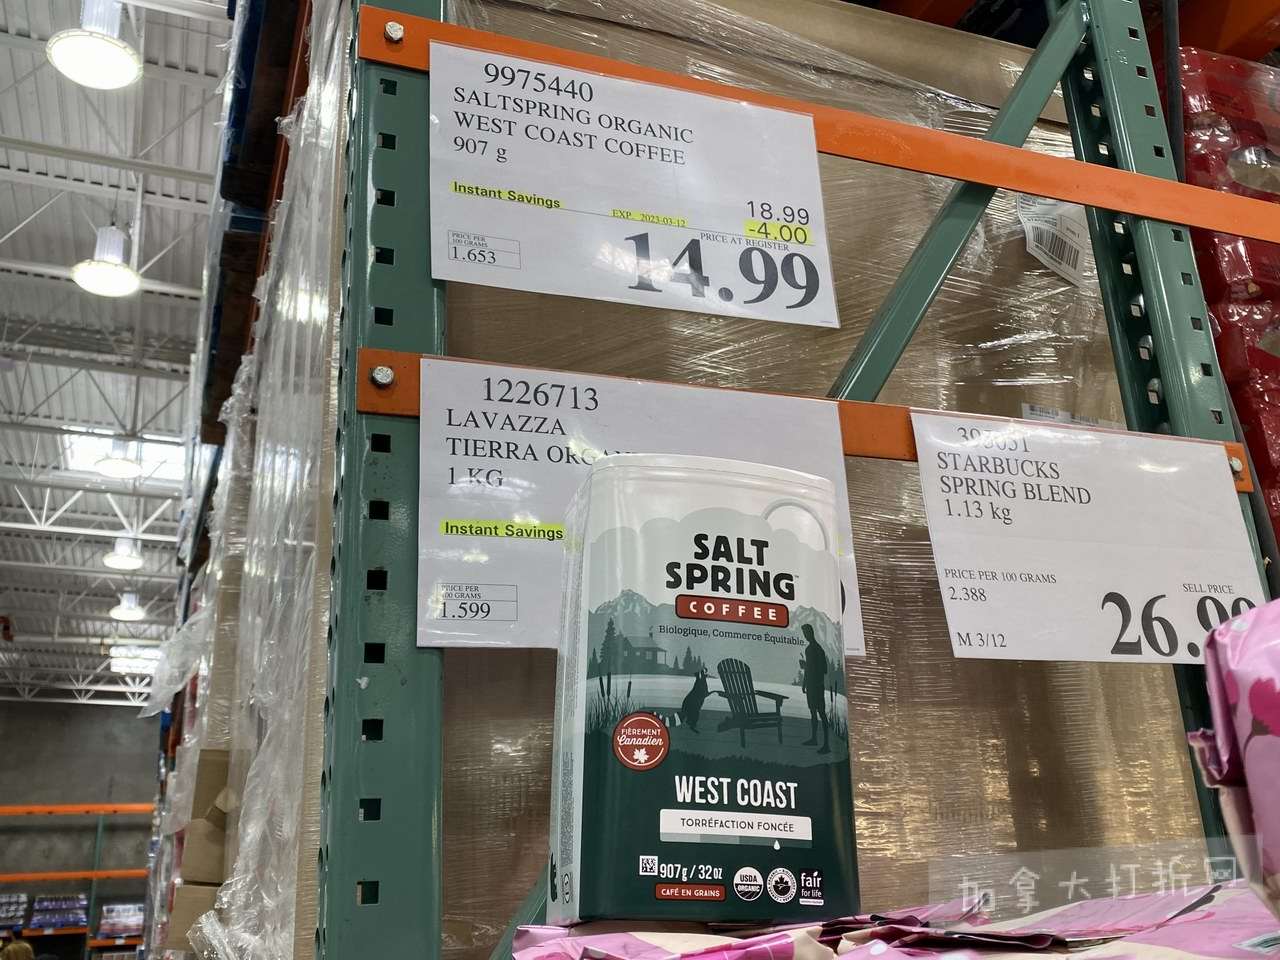 9975440
SALTSPRING ORGANIC
WEST COAST COFFEE
907 g
Instant Savings
EXP. 2023-03-12
18.99
-4.00
PRICE PER
100 GRAMS
1.653
PRICE AT REGISTER
14.99
1226713
LAVAZZA
TIERRA
1 KG
Instant Savings
PRICE PER
100 GRAMS
1.599
STARBUCKS
SPRING BLEND
1.13 kg
PRICE PER 100 GRAMS
2.388
SELL PRICE
26.99
M 3/12
SALT
SPRING
COFFEE
Biologique, Commerce Équitable
FIÈREMENT
Canadien
WEST COAST
TORRÉFACTION FONCÉE
907g / 32 oz
CAFÉ EN GRAINS
USDA
ORGANIC
fair
for life
加拿大打折网